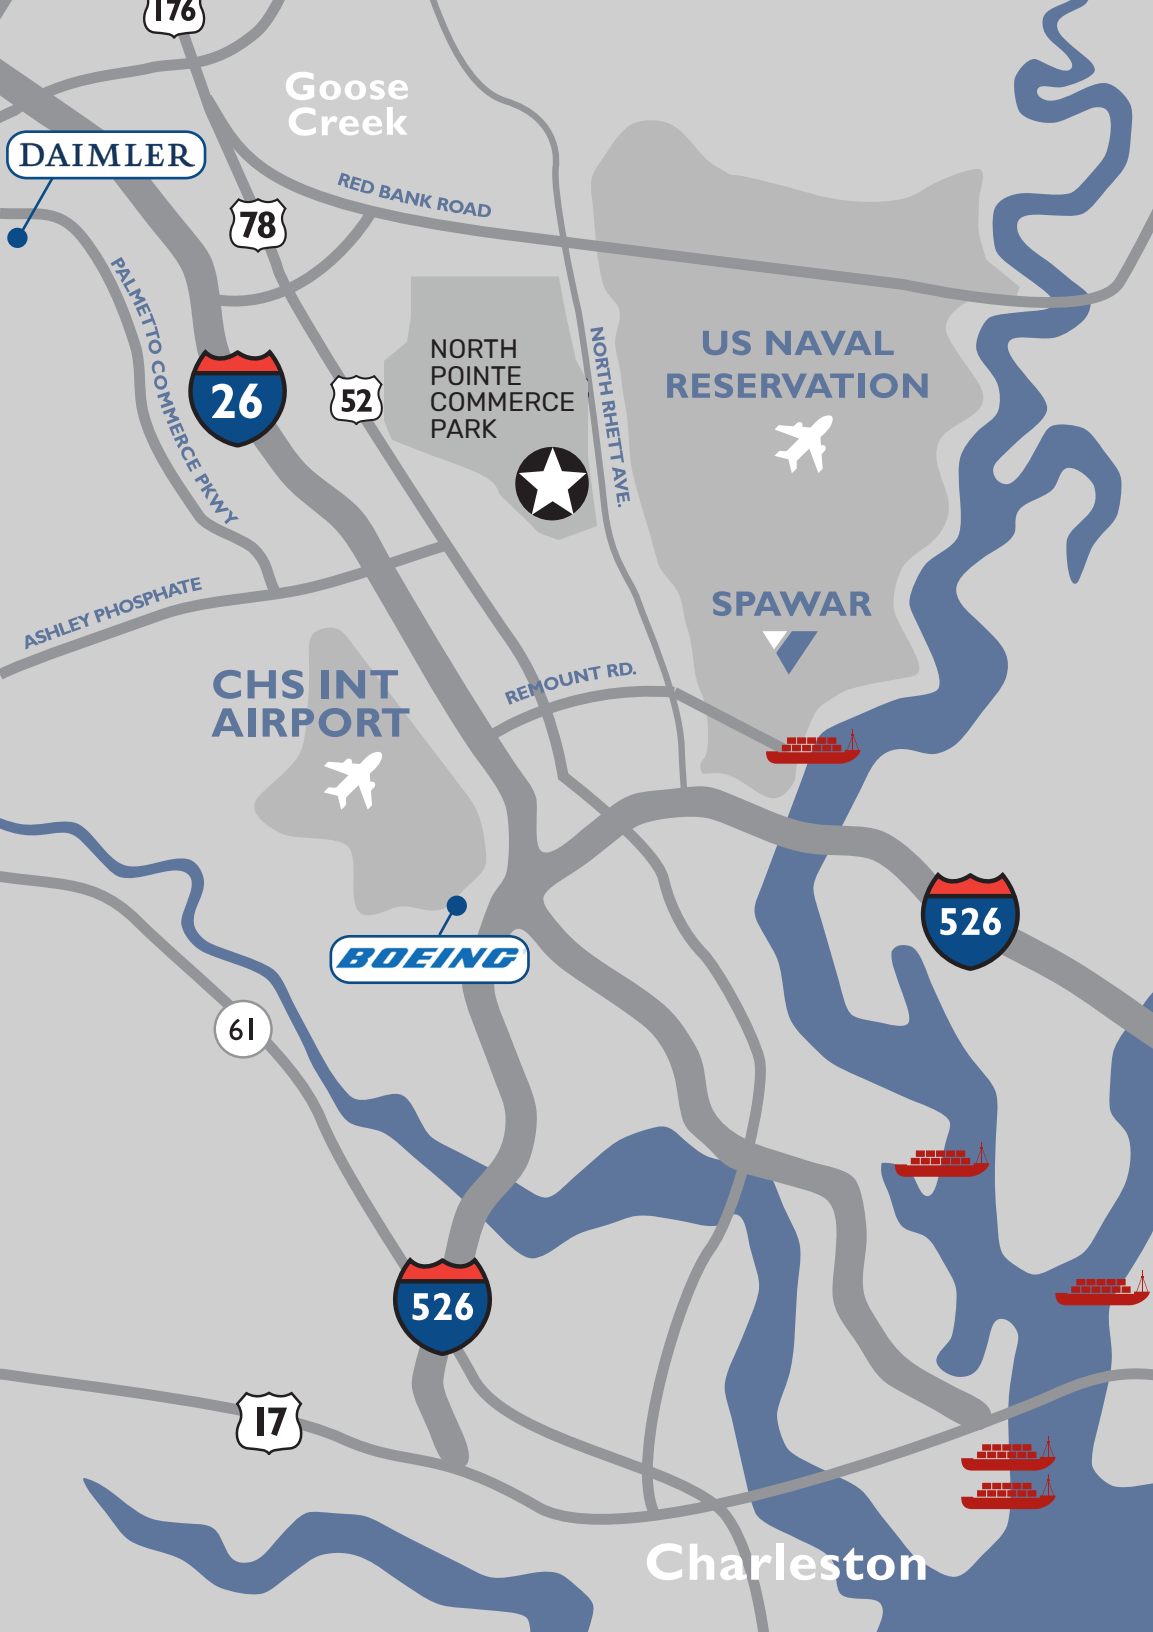 176
Goose
Creek
DAIMLER
RED BANK ROAD
78
PALMETTO COMMERCE PKWY
26
52
NORTH
POINTE
COMMERCE
PARK
NORTH RHETT AVE.
US NAVAL
RESERVATION
ASHLEY PHOSPHATE
SPAWAR
CHS INT
AIRPORT
REMOUNT RD.
526
BOEING
61
526
17
Charleston